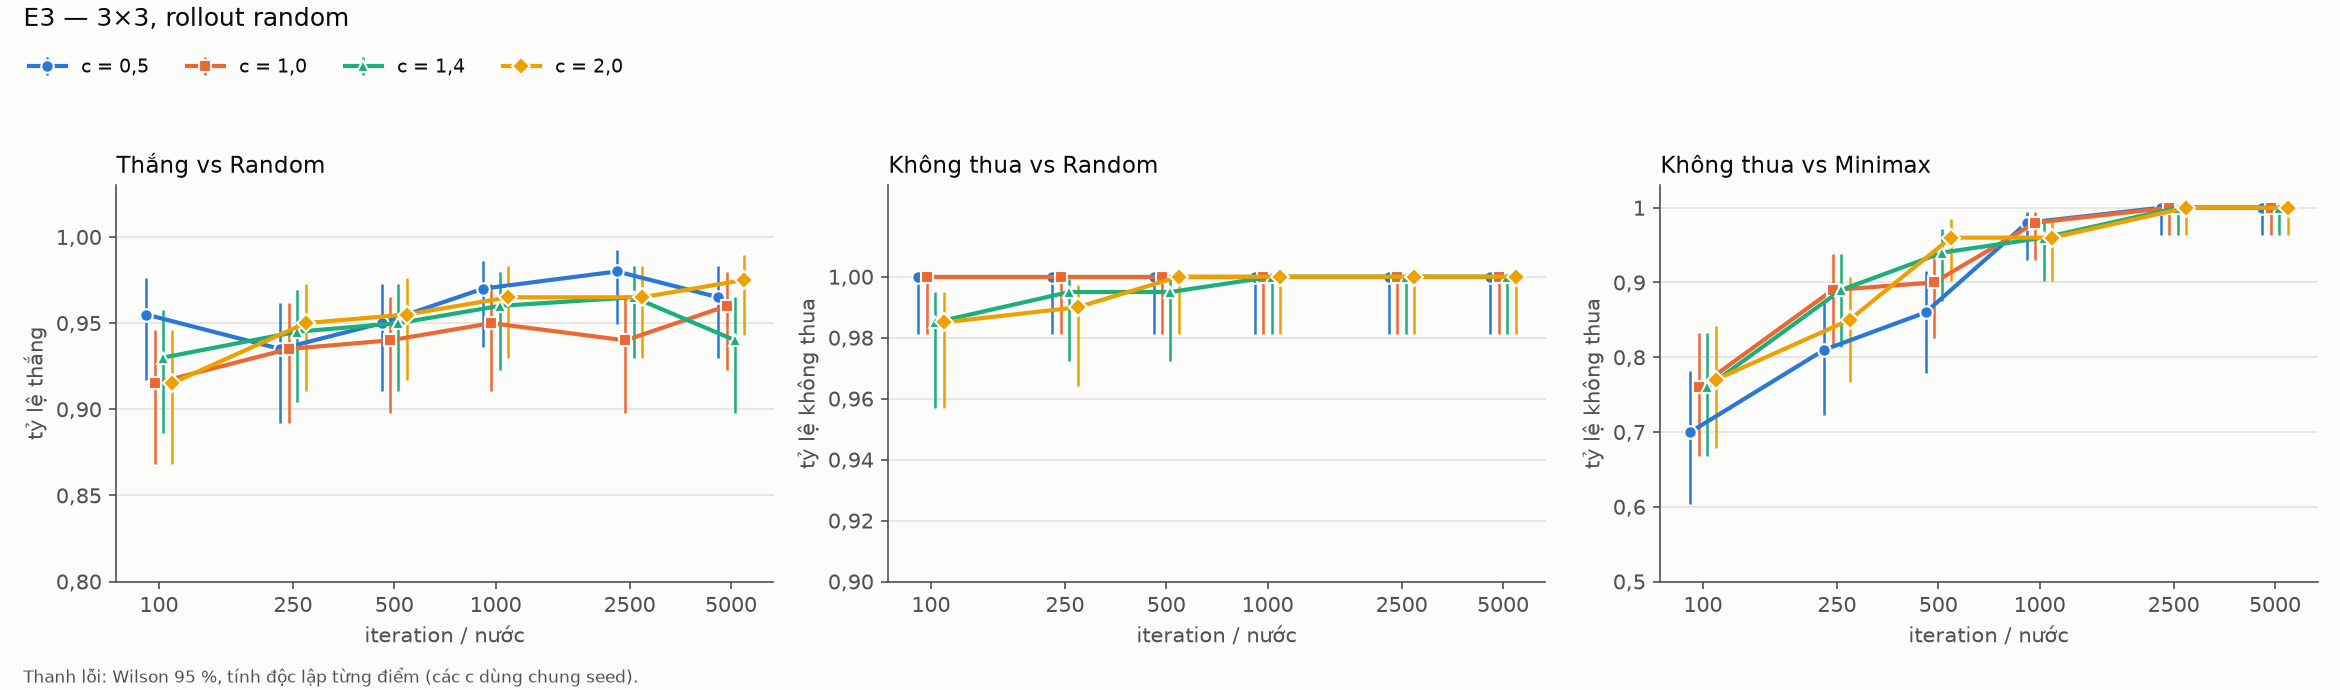 E3 — 3×3, rollout random
c = 0,5 c = 1,0 c = 1,4 c = 2,0
Thắng vs Random
tỷ lệ thắng
1,00
0,95
0,90
0,85
0,80
100 250 500 1000 2500 5000
iteration / nước
Không thua vs Random
tỷ lệ không thua
1,00
0,98
0,96
0,94
0,92
0,90
100 250 500 1000 2500 5000
iteration / nước
Không thua vs Minimax
tỷ lệ không thua
1
0,9
0,8
0,7
0,6
0,5
100 250 500 1000 2500 5000
iteration / nước
Thanh lỗi: Wilson 95 %, tính độc lập từng điểm (các c dùng chung seed).